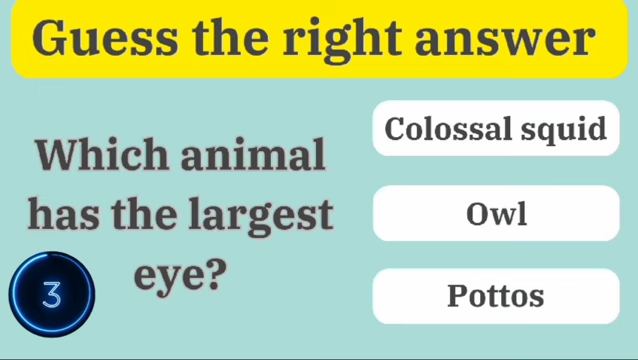 Guess the right answer
Which animal
has the largest
eye?
3
Colossal squid
Owl
Pottos